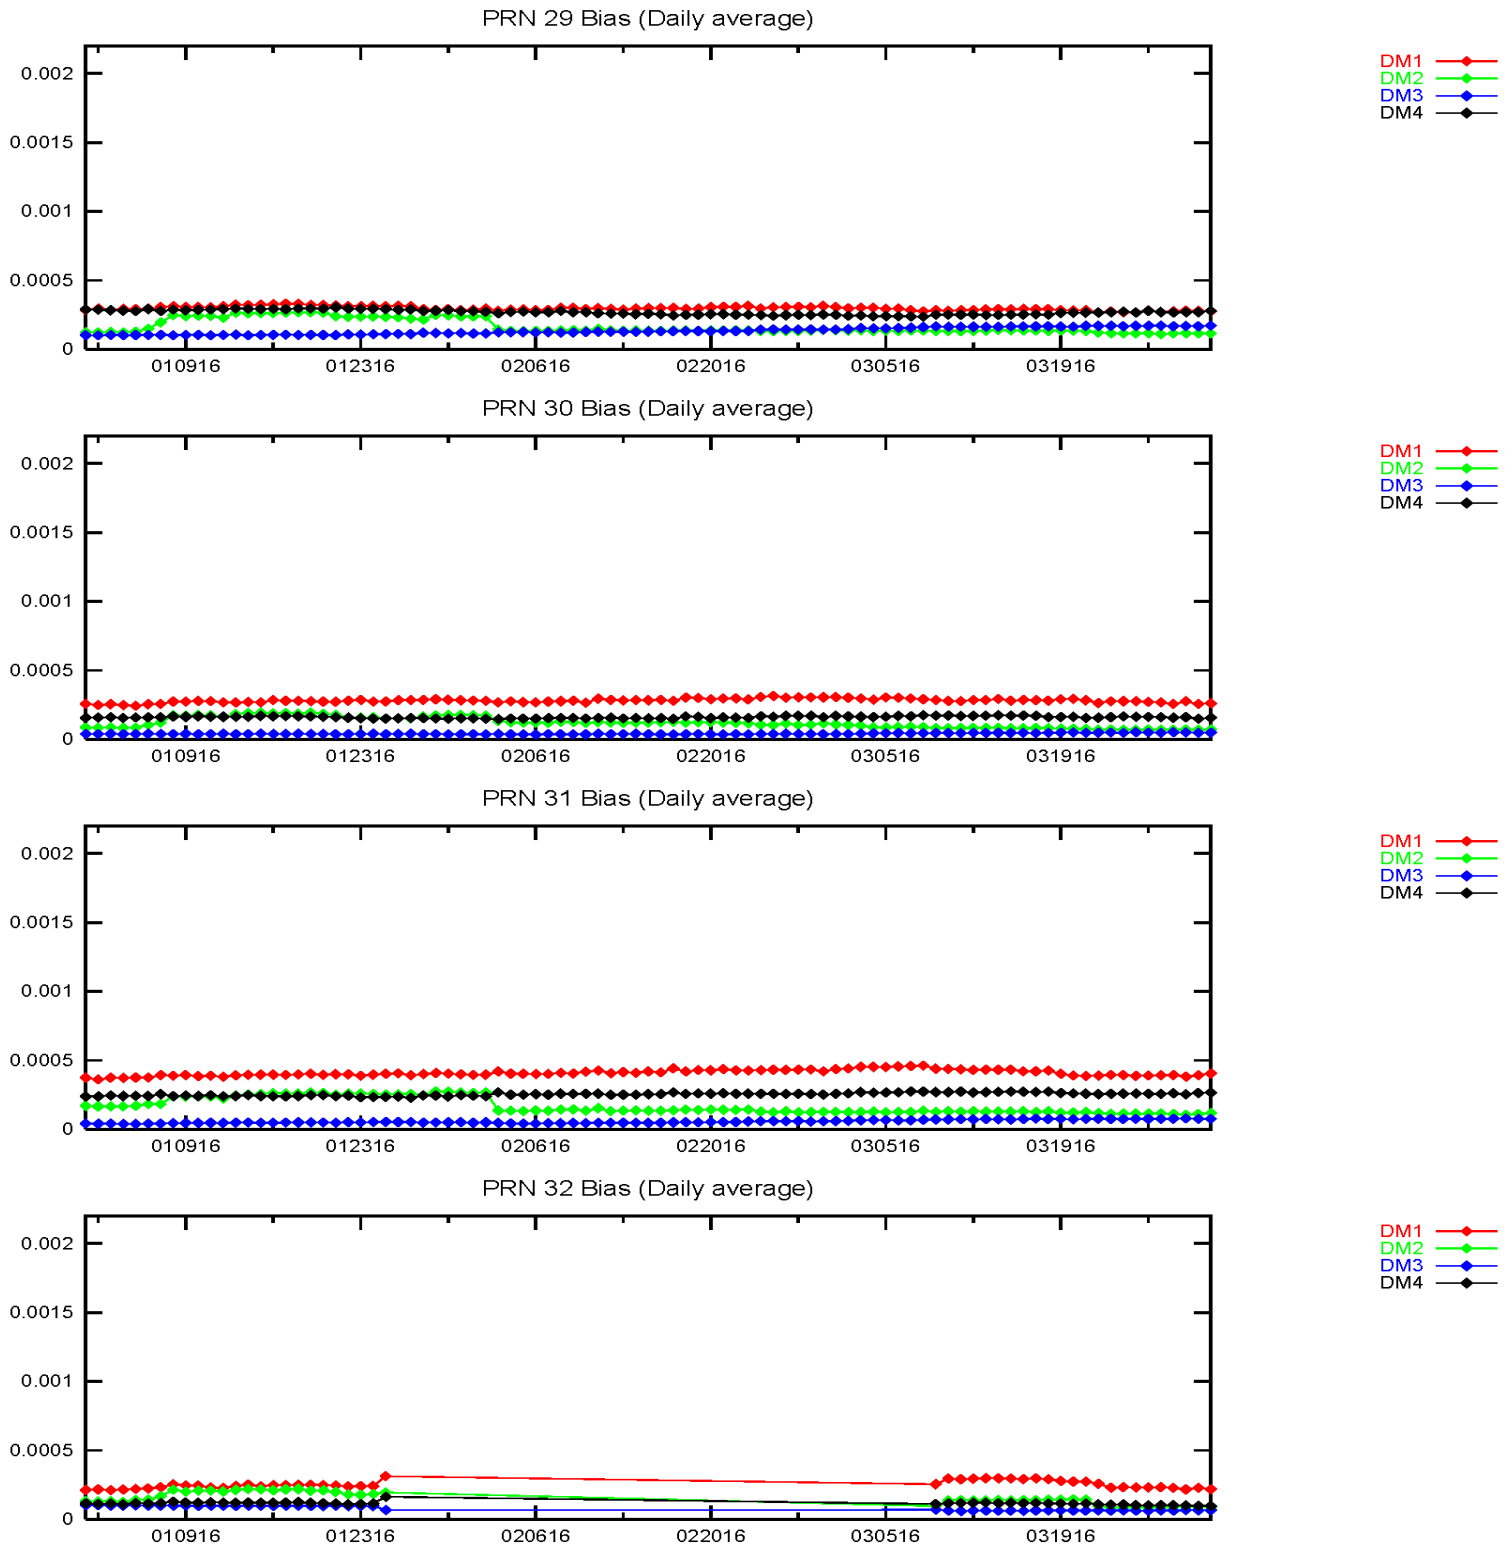 PRN 29 Bias (Daily average)
0.002
0.0015
0.001
0.0005
0
010916 012316 020616 022016 030516 031916
DM1
DM2
DM3
DM4
PRN 30 Bias (Daily average)
0.002
0.0015
0.001
0.0005
0
010916 012316 020616 022016 030516 031916
DM1
DM2
DM3
DM4
PRN 31 Bias (Daily average)
0.002
0.0015
0.001
0.0005
0
010916 012316 020616 022016 030516 031916
DM1
DM2
DM3
DM4
PRN 32 Bias (Daily average)
0.002
0.0015
0.001
0.0005
0
010916 012316 020616 022016 030516 031916
DM1
DM2
DM3
DM4